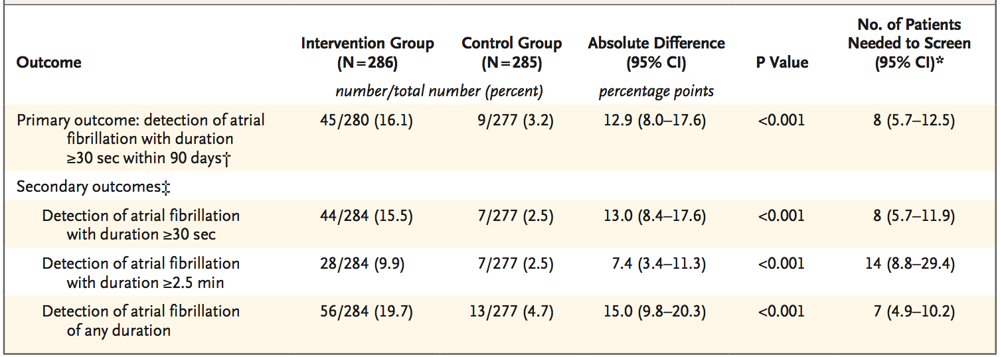 Outcome
Intervention Group
(N=286)
Control Group
(N=285)
Absolute Difference
(95% CI)
P Value
No. of Patients
Needed to Screen
(95% CI)*
number/total number (percent)
percentage points
Primary outcome: detection of atrial
fibrillation with duration
≥30 sec within 90 days†
45/280 (16.1)
9/277 (3.2)
12.9 (8.0–17.6)
<0.001
8 (5.7–12.5)
Secondary outcomes‡
Detection of atrial fibrillation
with duration ≥30 sec
44/284 (15.5)
7/277 (2.5)
13.0 (8.4–17.6)
<0.001
8 (5.7–11.9)
Detection of atrial fibrillation
with duration ≥2.5 min
28/284 (9.9)
7/277 (2.5)
7.4 (3.4–11.3)
<0.001
14 (8.8–29.4)
Detection of atrial fibrillation
of any duration
56/284 (19.7)
13/277 (4.7)
15.0 (9.8–20.3)
<0.001
7 (4.9–10.2)